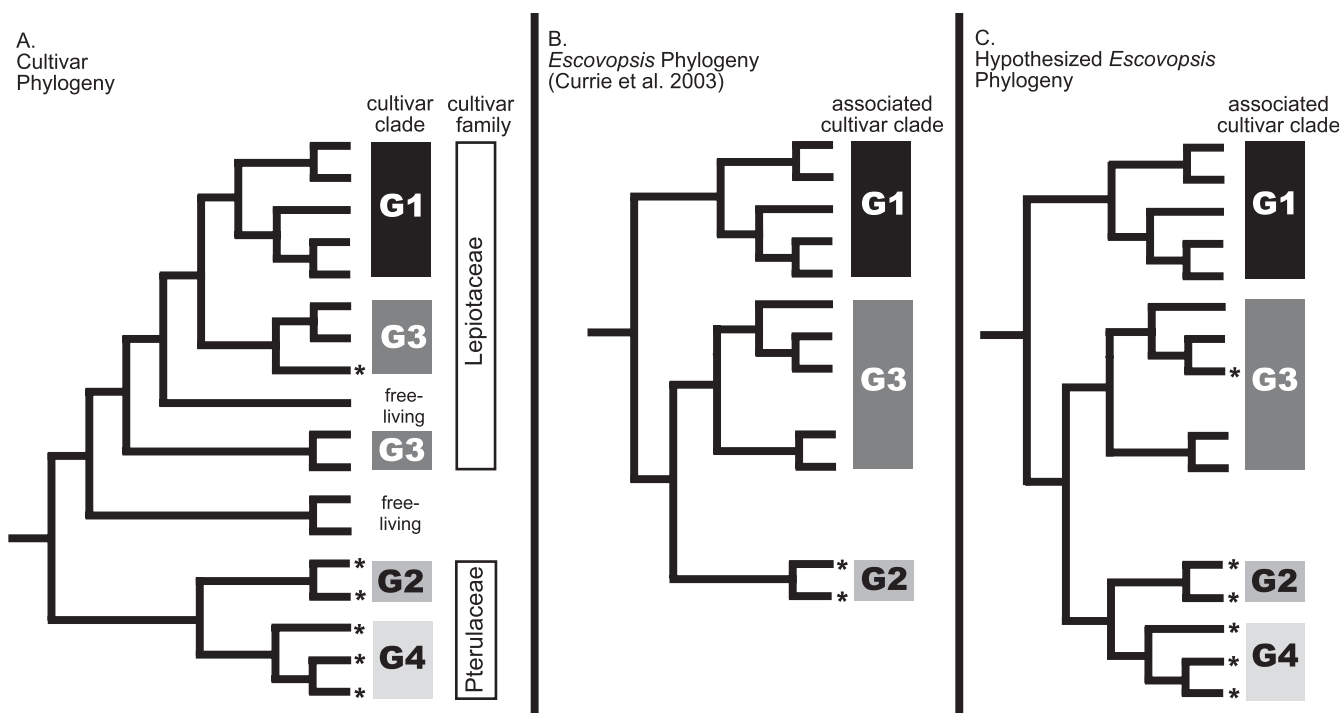 A.
Cultivar
Phylogeny
cultivar
clade
cultivar
family
G1
G3
*
free-
living
G3
Lepiotaceae
free-
living
*
*
G2
*
*
*
G4
Pterulaceae
B.
Escovopsis Phylogeny
(Currie et al. 2003)
associated
cultivar clade
G1
G3
*
*
G2
C.
Hypothesized Escovopsis
Phylogeny
associated
cultivar clade
G1
*
G3
*
*
G2
*
*
*
G4